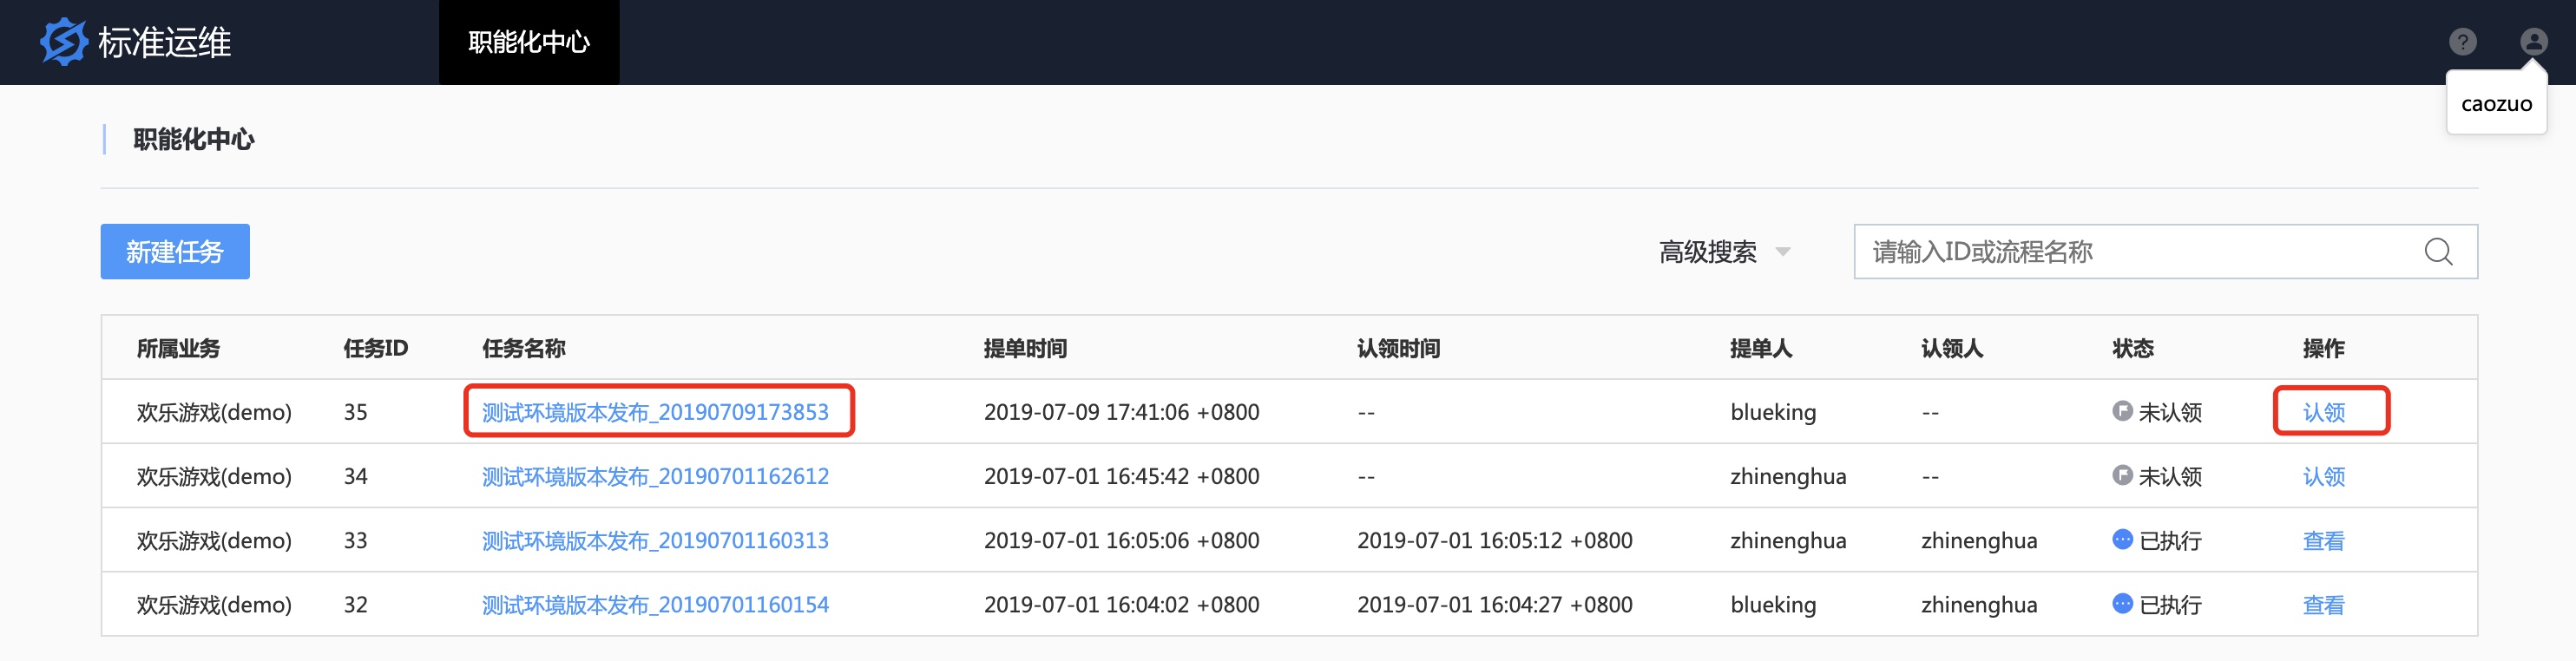 标准运维 职能化中心 ?
caozuo
职能化中心
新建任务 高级搜索 请输入ID或流程名称
所属业务 任务ID 任务名称 提单时间 认领时间 提单人 认领人 状态 操作
欢乐游戏(demo) 35 测试环境版本发布_20190709173853 2019-07-09 17:41:06 +0800 -- blueking -- 未认领 认领
欢乐游戏(demo) 34 测试环境版本发布_20190701162612 2019-07-01 16:45:42 +0800 -- zhinenghua -- 未认领 认领
欢乐游戏(demo) 33 测试环境版本发布_20190701160313 2019-07-01 16:05:06 +0800 2019-07-01 16:05:12 +0800 zhinenghua zhinenghua 已执行 查看
欢乐游戏(demo) 32 测试环境版本发布_20190701160154 2019-07-01 16:04:02 +0800 2019-07-01 16:04:27 +0800 blueking zhinenghua 已执行 查看